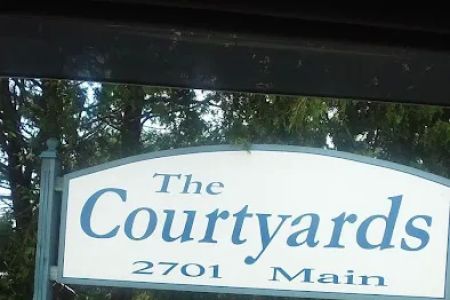 The
Courtyards
2701 Main